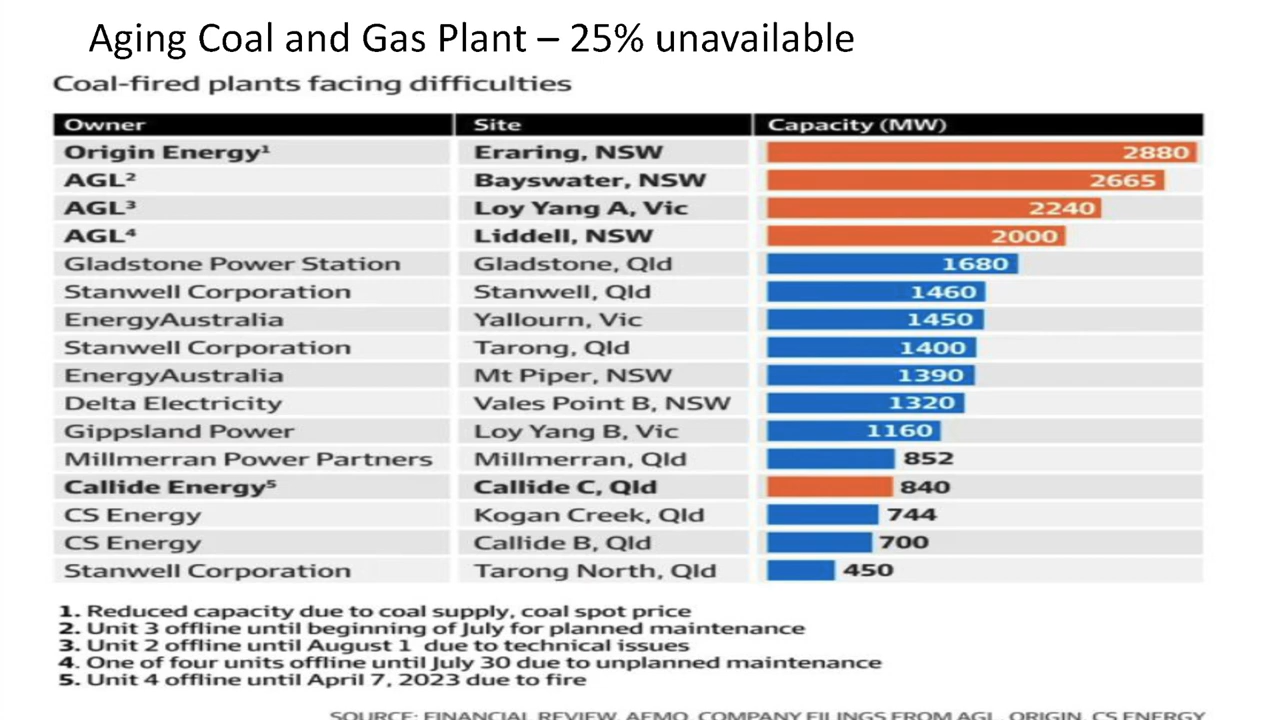 Aging Coal and Gas Plant – 25% unavailable
Coal-fired plants facing difficulties
Owner Site Capacity (MW)
Origin Energy¹ Eraring, NSW 2880
AGL² Bayswater, NSW 2665
AGL³ Loy Yang A, Vic 2240
AGL⁴ Liddell, NSW 2000
Gladstone Power Station Gladstone, Qld 1680
Stanwell Corporation Stanwell, Qld 1460
EnergyAustralia Yallourn, Vic 1450
Stanwell Corporation Tarong, Qld 1400
EnergyAustralia Mt Piper, NSW 1390
Delta Electricity Vales Point B, NSW 1320
Gippsland Power Loy Yang B, Vic 1160
Millmerran Power Partners Millmerran, Qld 852
Callide Energy⁵ Callide C, Qld 840
CS Energy Kogan Creek, Qld 744
CS Energy Callide B, Qld 700
Stanwell Corporation Tarong North, Qld 450
1. Reduced capacity due to coal supply, coal spot price
2. Unit 3 offline until beginning of July for planned maintenance
3. Unit 2 offline until August 1 due to technical issues
4. One of four units offline until July 30 due to unplanned maintenance
5. Unit 4 offline until April 7, 2023 due to fire
SOURCE: FINANCIAL REVIEW, AEMO, COMPANY FILINGS FROM AGL, ORIGIN, CS ENERGY